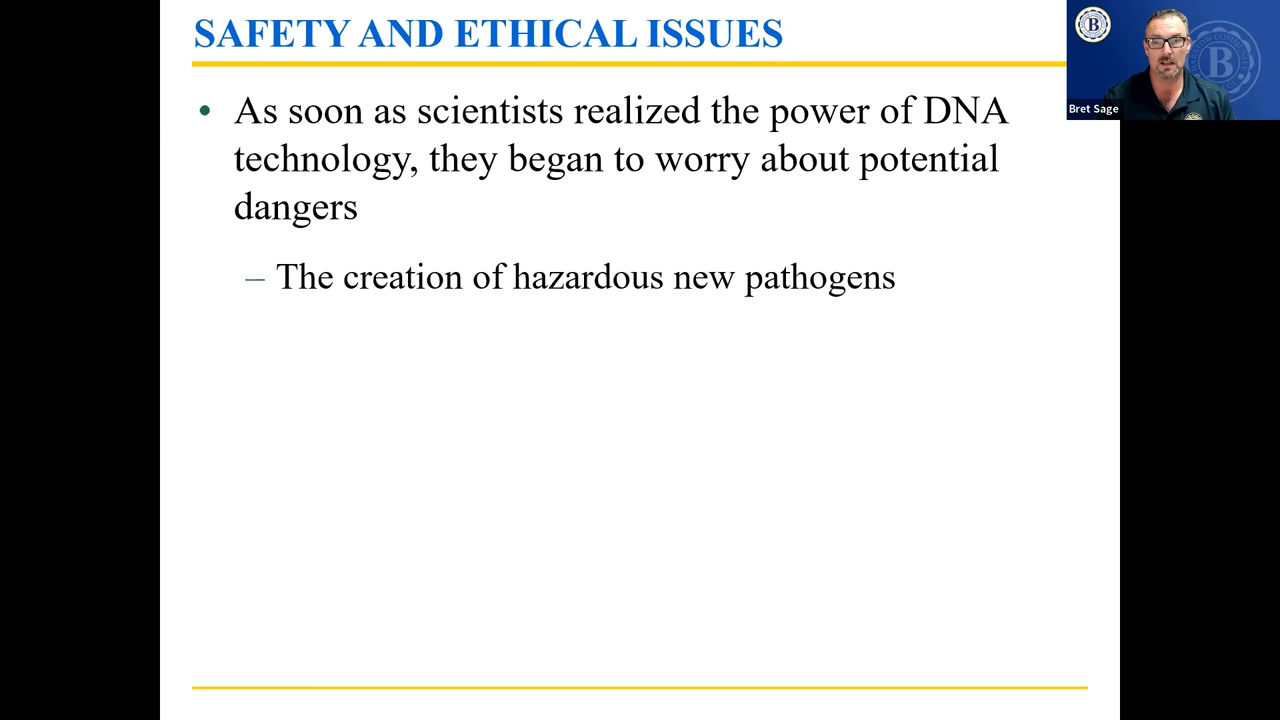 SAFETY AND ETHICAL ISSUES
• As soon as scientists realized the power of DNA
technology, they began to worry about potential
dangers
– The creation of hazardous new pathogens
B
B
Bret Sage